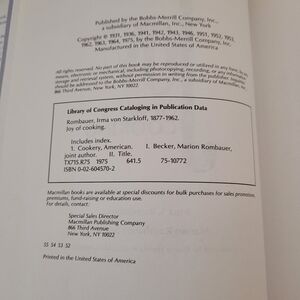 Published by the Bobbs-Merrill Company, Inc.,
a subsidiary of Macmillan, Inc., New York
Copyright © 1931, 1936, 1941, 1942, 1943, 1946, 1951, 1952, 1953,
1962, 1963, 1964, 1975, by the Bobbs-Merrill Company, Inc.
Manufactured in the United States of America
All rights reserved. No part of this book may be reproduced or utilized in any form, by any
means, electronic or mechanical, including photocopying, recording, or by any information
storage and retrieval system, without permission in writing from the publisher. Inquiries
should be addressed to the Bobbs-Merrill Company, Inc., a subsidiary of Macmillan, Inc.,
866 Third Avenue, New York, N.Y. 10022.
Library of Congress Cataloging in Publication Data
Rombauer, Irma von Starkloff, 1877-1962.
Joy of cooking.
Includes index.
1. Cookery, American. I. Becker, Marion Rombauer,
joint author. II. Title.
TX715.R75 1975 641.5 75-10772
ISBN 0-02-604570-2
Macmillan books are available at special discounts for bulk purchases for sales promotions,
premiums, fund-raising or education use.
For details, contact:
Special Sales Director
Macmillan Publishing Company
866 Third Avenue
New York, NY 10022
55 54 53 52
Printed in the United States of America